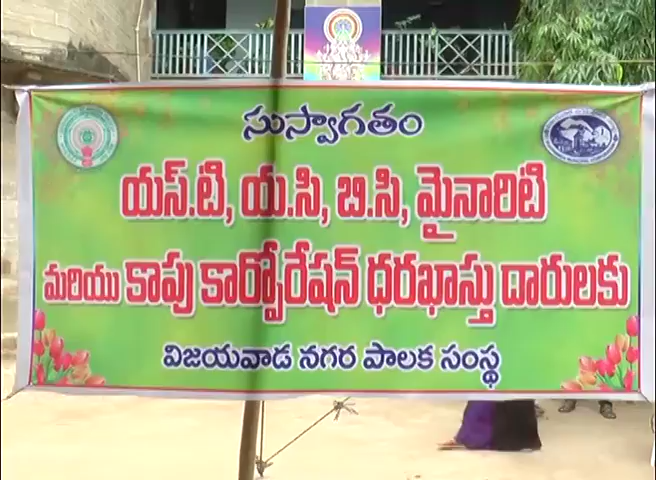 సుస్వాగతం
యస్.టి, య.సి, బి.సి, మైనారిటి
మరియు కాపు కార్పోరేషన్ ధరఖాస్తు దారులకు
విజయవాడ నగర పాలక సంస్థ